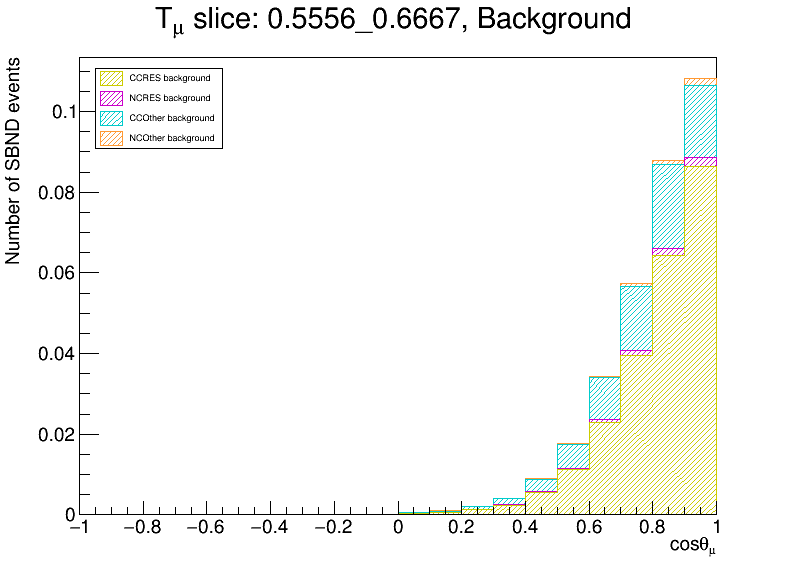 Tμ slice: 0.5556_0.6667, Background
Number of SBND events
CCRES background
NCRES background
CCOther background
NCOther background
0.1
0.08
0.06
0.04
0.02
0
−1 −0.8 −0.6 −0.4 −0.2 0 0.2 0.4 0.6 0.8 1
cosθμ